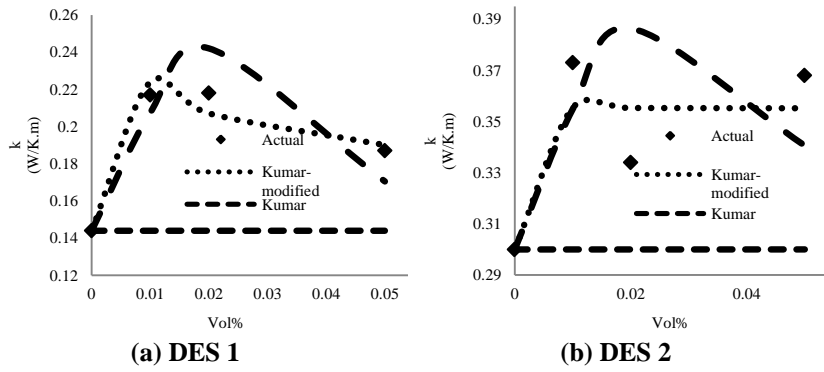 0.26
0.24
0.22
0.2
0.18
0.16
0.14
0.12
k
(W/K.m)
0
0.01
0.02
0.03
0.04
0.05
Vol%
Actual
Kumar-
modified
Kumar
(a) DES 1
0.39
0.37
0.35
0.33
0.31
0.29
k
(W/K.m)
0
0.02
0.04
Vol%
Actual
Kumar-
modified
Kumar
(b) DES 2